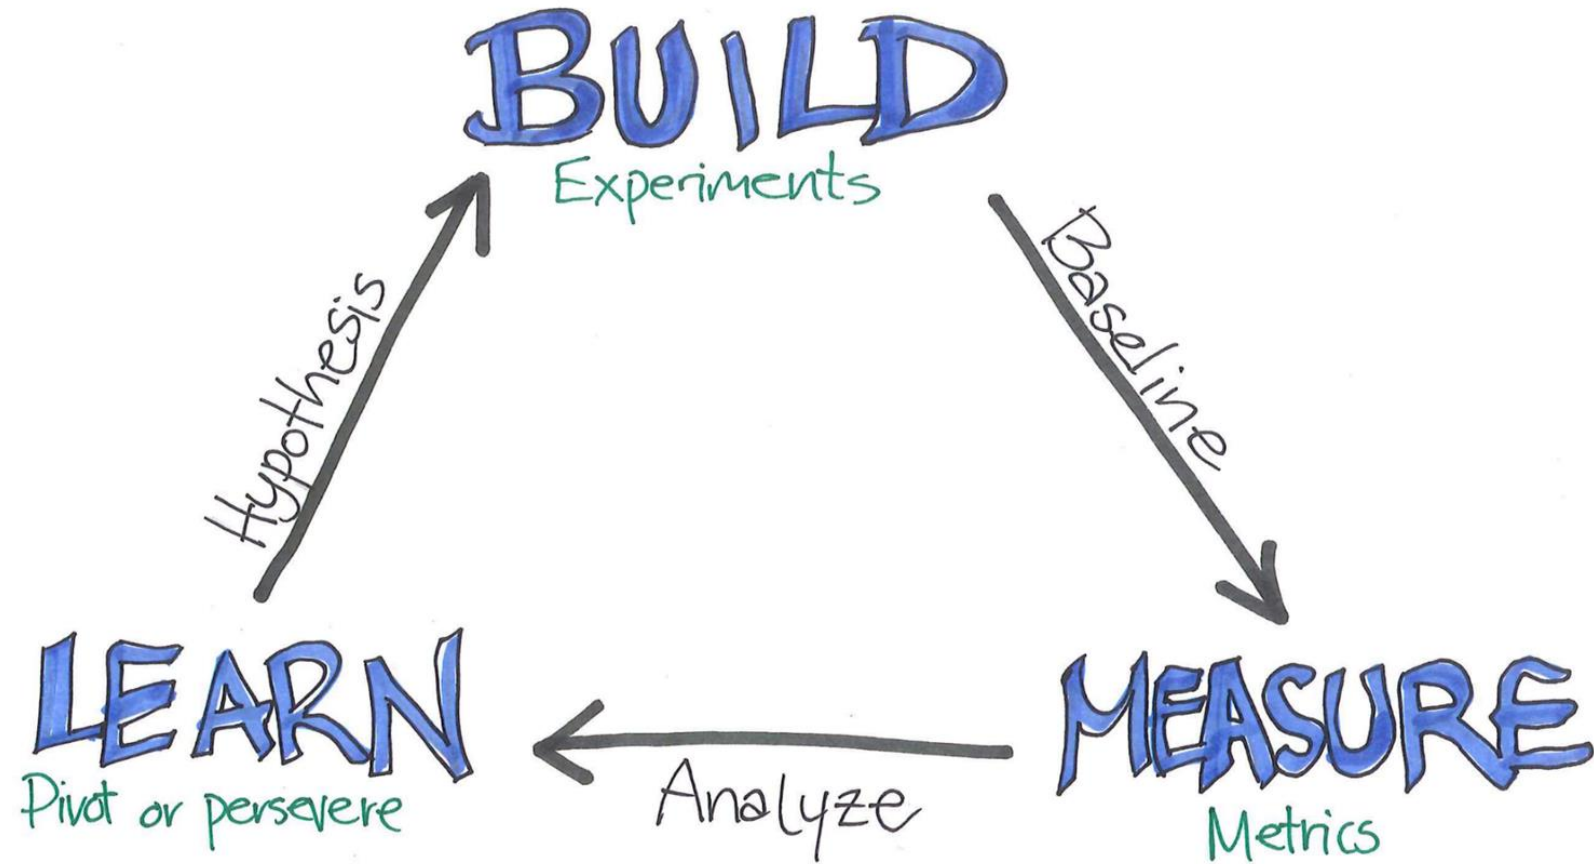 BUILD
Experiments
Hypothesis
Baseline
LEARN
Pivot or persevere
Analyze
MEASURE
Metrics